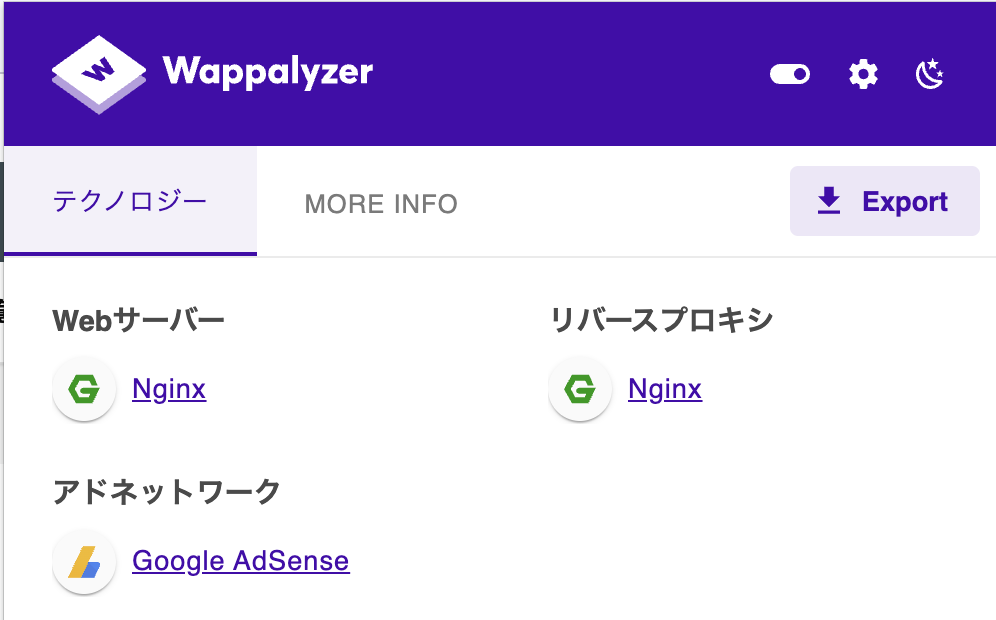 Wappalyzer
テクノロジー
MORE INFO
Export
Webサーバー
リバースプロキシ
Nginx
Nginx
アドネットワーク
Google AdSense